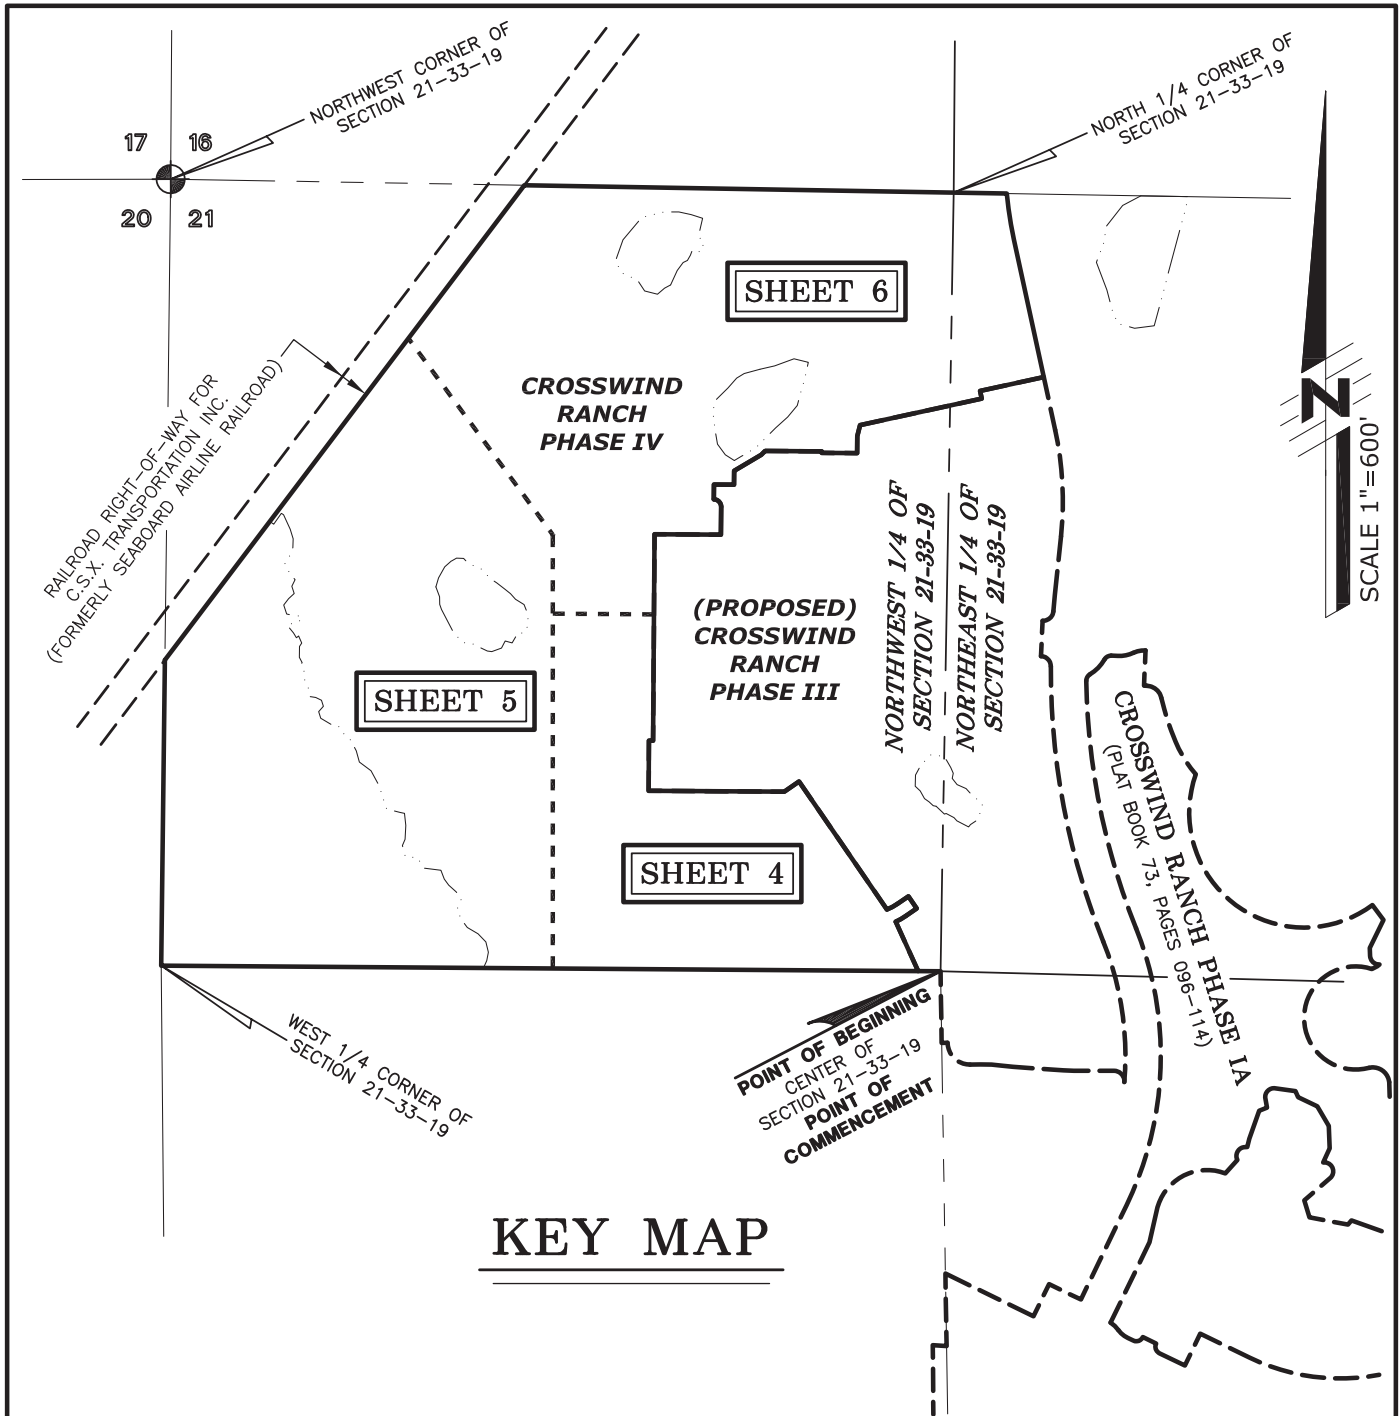 NORTHWEST CORNER OF
SECTION 21-33-19
NORTH 1/4 CORNER OF
SECTION 21-33-19
17 16
20 21
SHEET 6
RAILROAD RIGHT-OF-WAY FOR
C.S.X. TRANSPORTATION INC.
(FORMERLY SEABOARD AIRLINE RAILROAD)
CROSSWIND
RANCH
PHASE IV
N
SCALE 1"=600'
NORTHWEST 1/4 OF
SECTION 21-33-19
NORTHEAST 1/4 OF
SECTION 21-33-19
(PROPOSED)
CROSSWIND
RANCH
PHASE III
SHEET 5
CROSSWIND RANCH PHASE IA
(PLAT BOOK 73, PAGES 096-114)
SHEET 4
WEST 1/4 CORNER OF
SECTION 21-33-19
POINT OF BEGINNING
CENTER OF
SECTION 21-33-19
POINT OF
COMMENCEMENT
KEY MAP